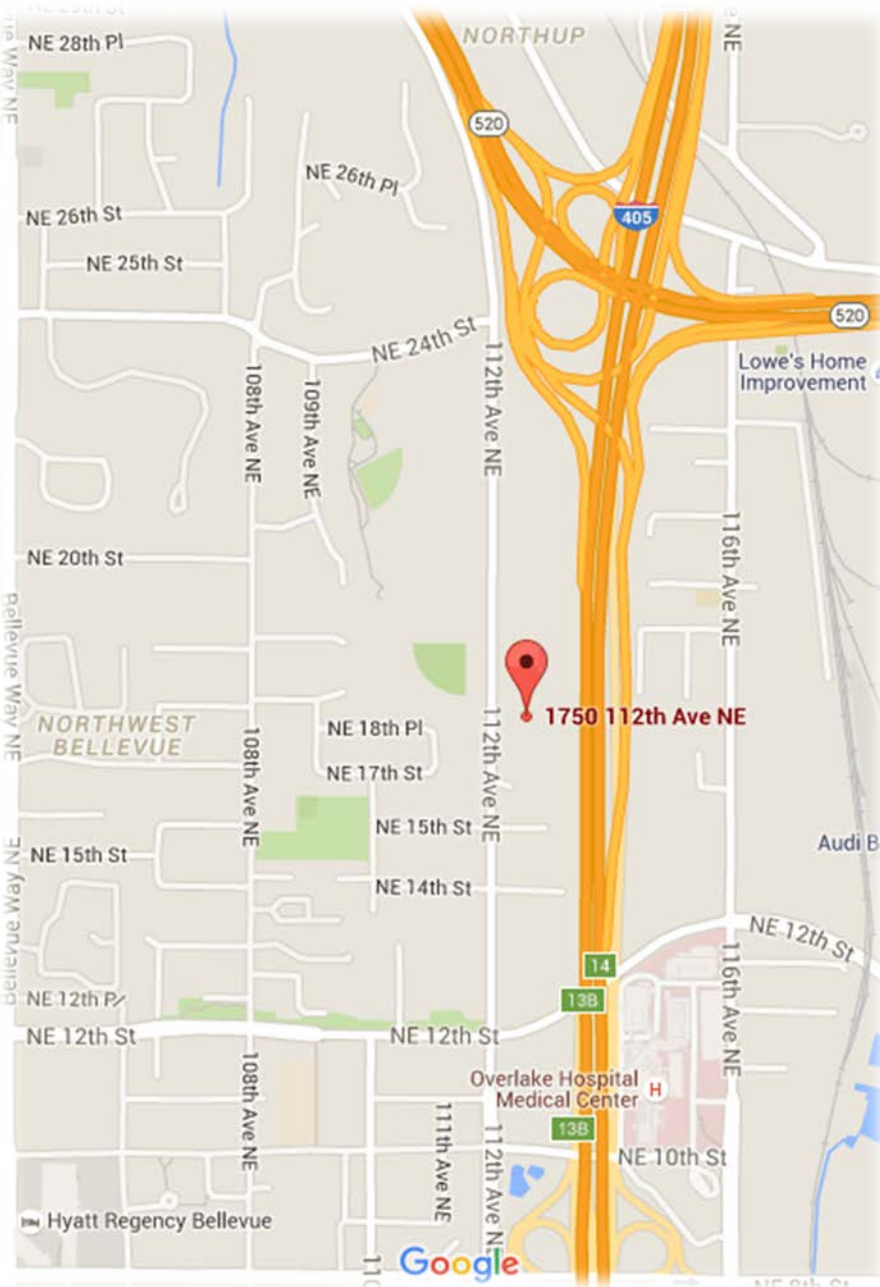 NE 28th Pl
NORTHUP
NE
520
NE 26th Pl
NE 26th St
405
NE 25th St
520
NE 24th St
112th Ave NE
Lowe's Home
Improvement
108th Ave NE
109th Ave NE
116th Ave NE
NE 20th St
Bellevue Way NE
1750 112th Ave NE
NORTHWEST
BELLEVUE
NE 18th Pl
112th Ave NE
108th Ave NE
NE 17th St
NE 15th St
Audi B
NE 15th St
NE 14th St
Bellevue Way NE
NE 12th St
116th Ave NE
14
13B
NE 12th P
NE 12th St
NE 12th St
108th Ave NE
Overlake Hospital
Medical Center
H
111th Ave NE
112th Ave N
13B
NE 10th St
Hyatt Regency Bellevue
110
Google